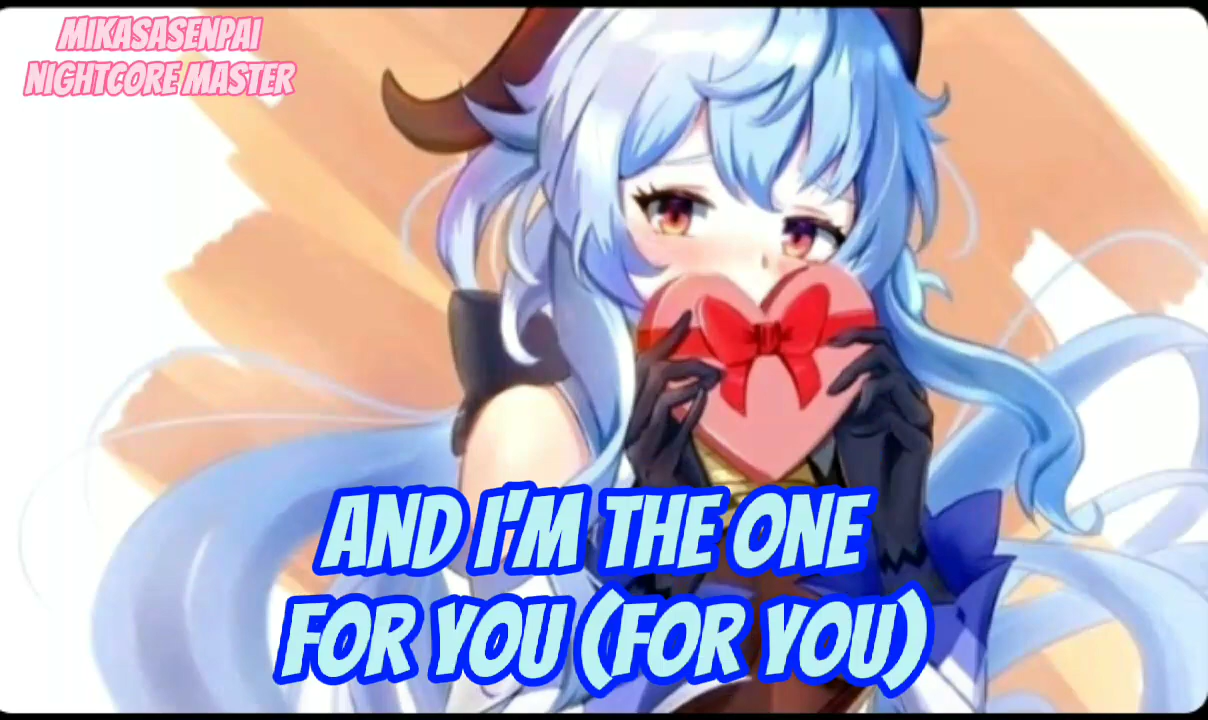 MIKASASENPAI
NIGHTCORE MASTER
AND I'M THE ONE
FOR YOU (FOR YOU)